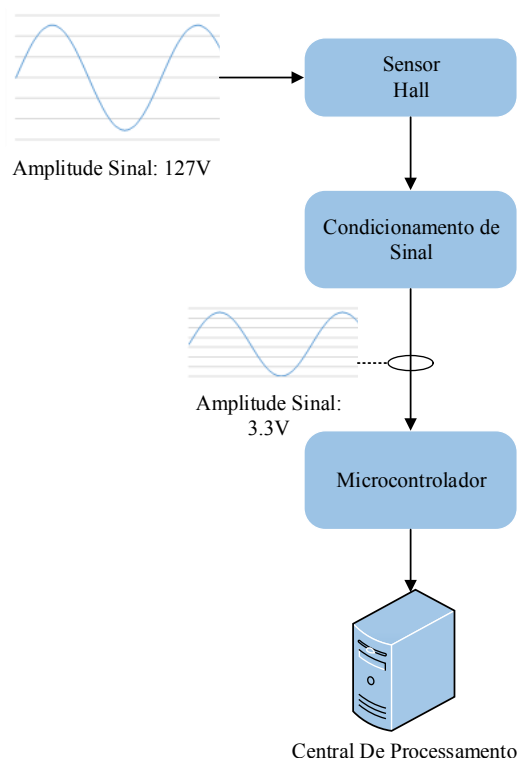 Sensor
Hall
Amplitude Sinal: 127V
Condicionamento de
Sinal
Amplitude Sinal:
3.3V
Microcontrolador
Central De Processamento